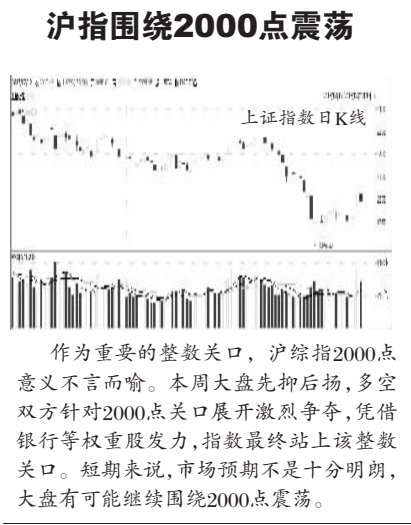 沪指围绕2000点震荡
上证指数日K线
作为重要的整数关口，沪综指2000点
意义不言而喻。本周大盘先抑后扬，多空
双方针对2000点关口展开激烈争夺，凭借
银行等权重股发力，指数最终站上该整数
关口。短期来说，市场预期不是十分明朗，
大盘有可能继续围绕2000点震荡。